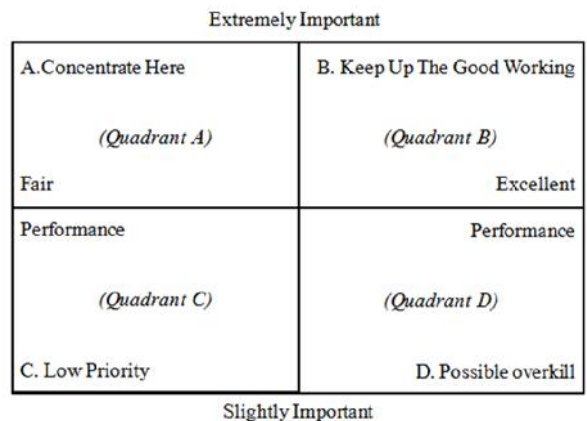 Extremely Important
A.Concentrate Here
B. Keep Up The Good Working
(Quadrant A)
(Quadrant B)
Fair
Excellent
Performance
Performance
(Quadrant C)
(Quadrant D)
C. Low Priority
D. Possible overkill
Slightly Important